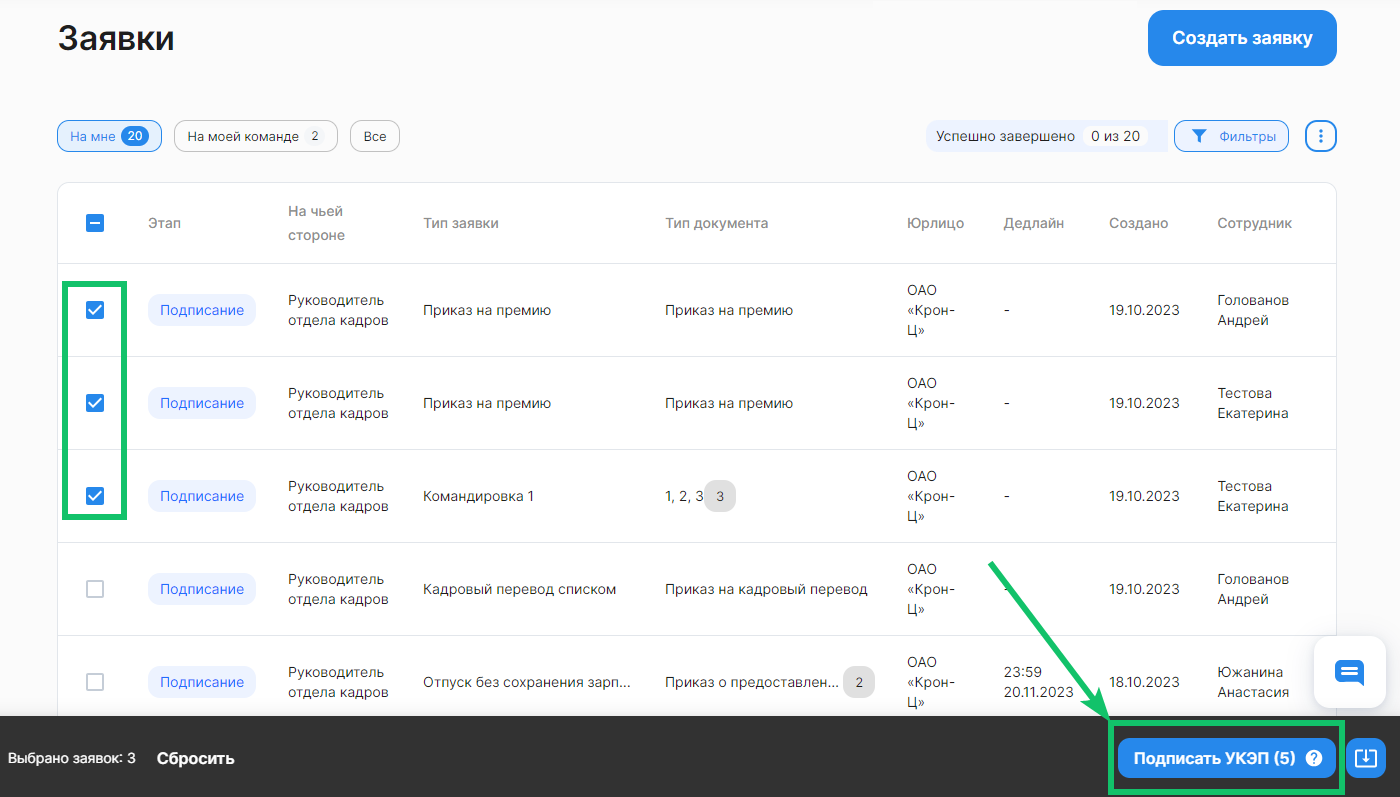 Заявки
Создать заявку
На мне 20
На моей команде 2
Все
Успешно завершено 0 из 20
Фильтры
Этап
На чьей
стороне
Тип заявки
Тип документа
Юрлицо
Дедлайн
Создано
Сотрудник
Подписание
Руководитель
отдела кадров
Приказ на премию
Приказ на премию
ОАО
«Крон-
Ц»
-
19.10.2023
Голованов
Андрей
Подписание
Руководитель
отдела кадров
Приказ на премию
Приказ на премию
ОАО
«Крон-
Ц»
-
19.10.2023
Тестова
Екатерина
Подписание
Руководитель
отдела кадров
Командировка 1
1, 2, 3 3
ОАО
«Крон-
Ц»
-
19.10.2023
Тестова
Екатерина
Подписание
Руководитель
отдела кадров
Кадровый перевод списком
Приказ на кадровый перевод
ОАО
«Крон-
Ц»
-
19.10.2023
Голованов
Андрей
Подписание
Руководитель
отдела кадров
Отпуск без сохранения зарп...
Приказ о предоставлен... 2
ОАО
«Крон-
Ц»
23:59
20.11.2023
18.10.2023
Южанина
Анастасия
Выбрано заявок: 3
Сбросить
Подписать УКЭП (5) ?